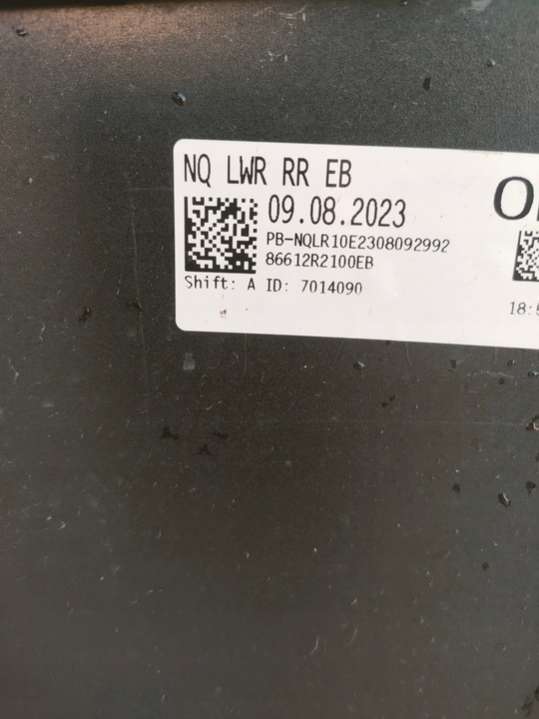 NQ LWR RR EB
09.08.2023
PB-NQLR10E2308092992
86612R2100EB
Shift: A ID: 7014090